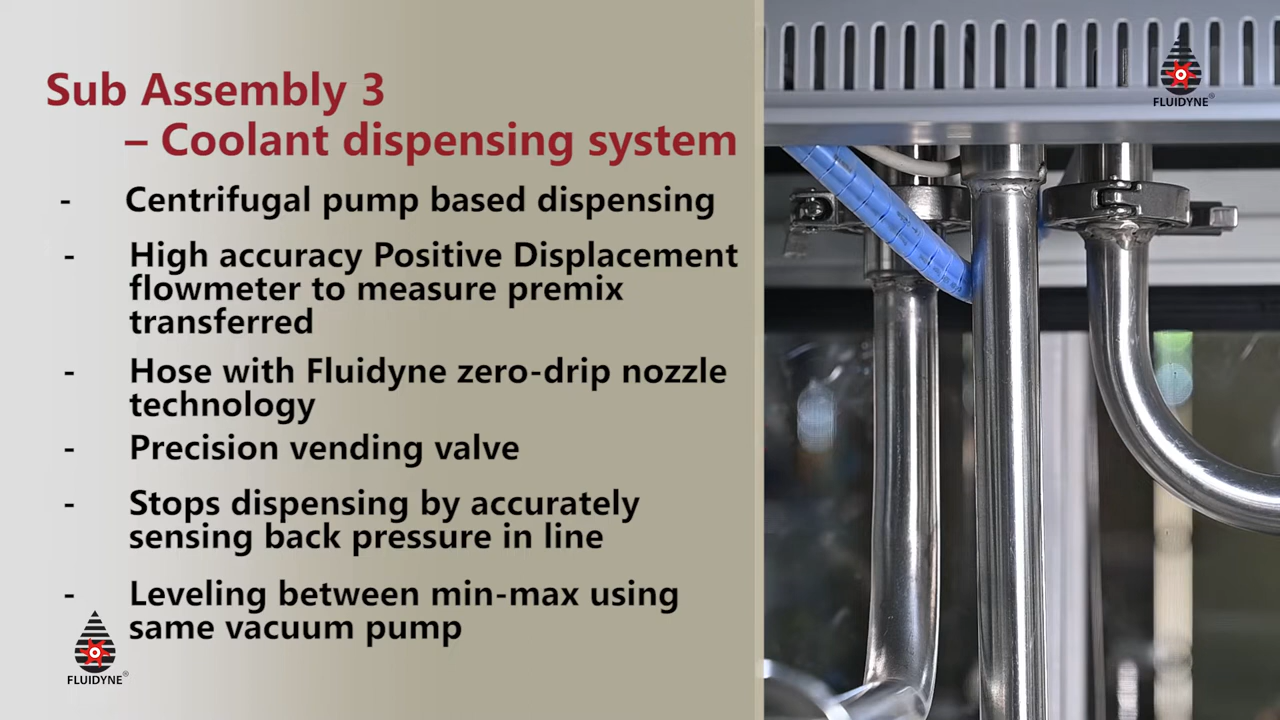 Sub Assembly 3
– Coolant dispensing system
- Centrifugal pump based dispensing
- High accuracy Positive Displacement
flowmeter to measure premix
transferred
- Hose with Fluidyne zero-drip nozzle
technology
- Precision vending valve
- Stops dispensing by accurately
sensing back pressure in line
- Leveling between min-max using
same vacuum pump
FLUIDYNE®
FLUIDYNE®